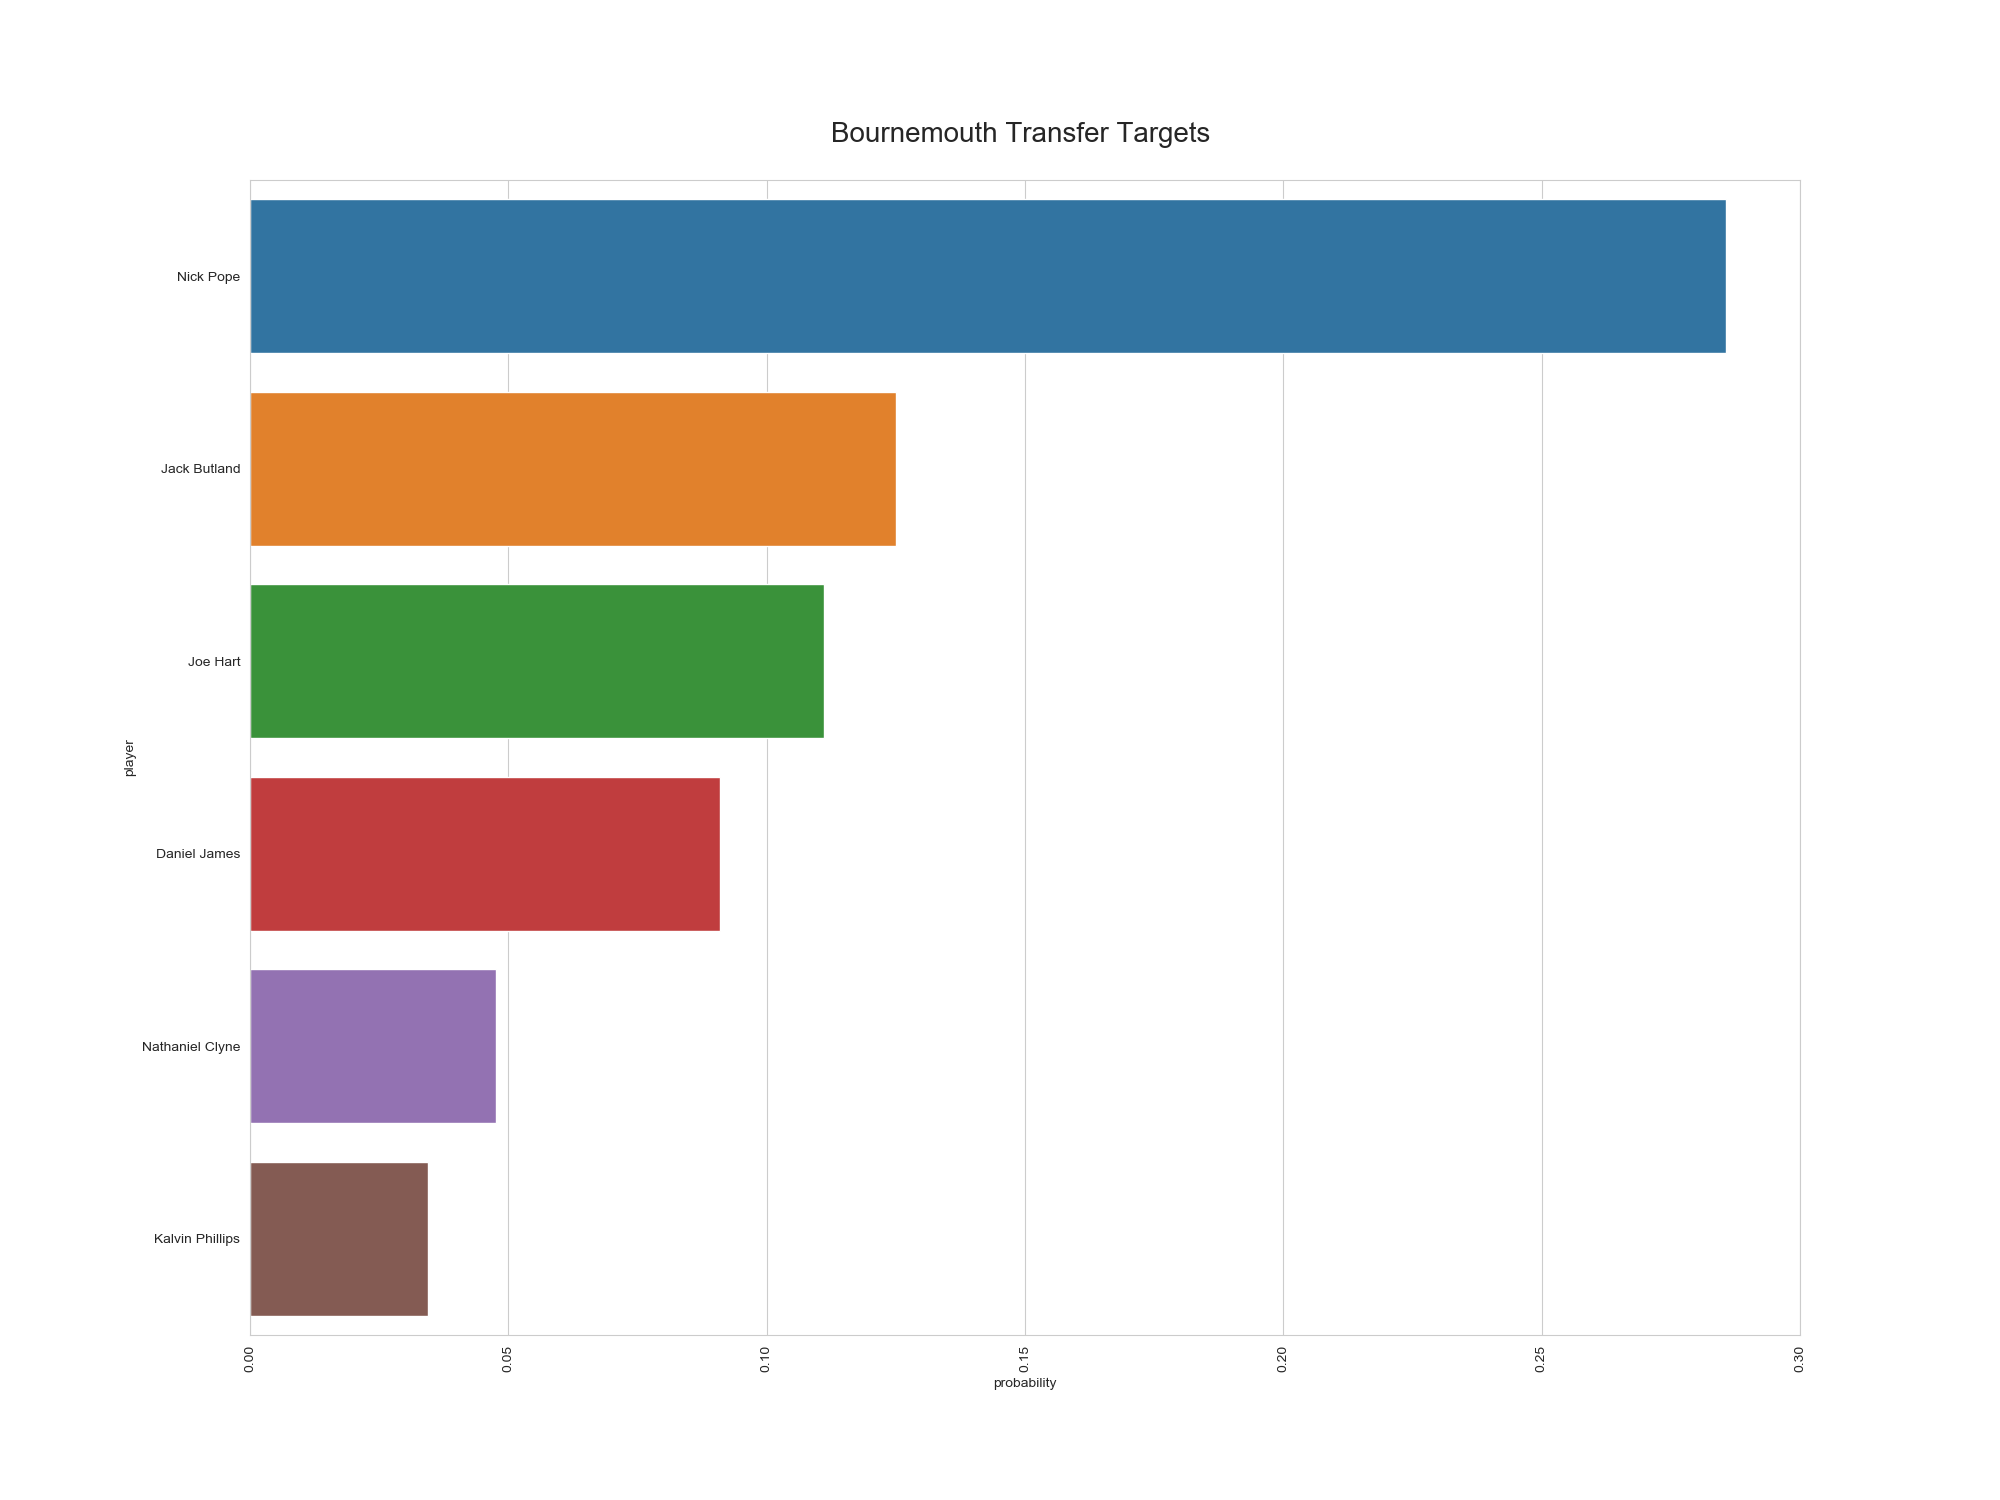 Bournemouth Transfer Targets
Nick Pope
Jack Butland
Joe Hart
player
Daniel James
Nathaniel Clyne
Kalvin Phillips
0.00
0.05
0.10
0.15
0.20
0.25
0.30
probability